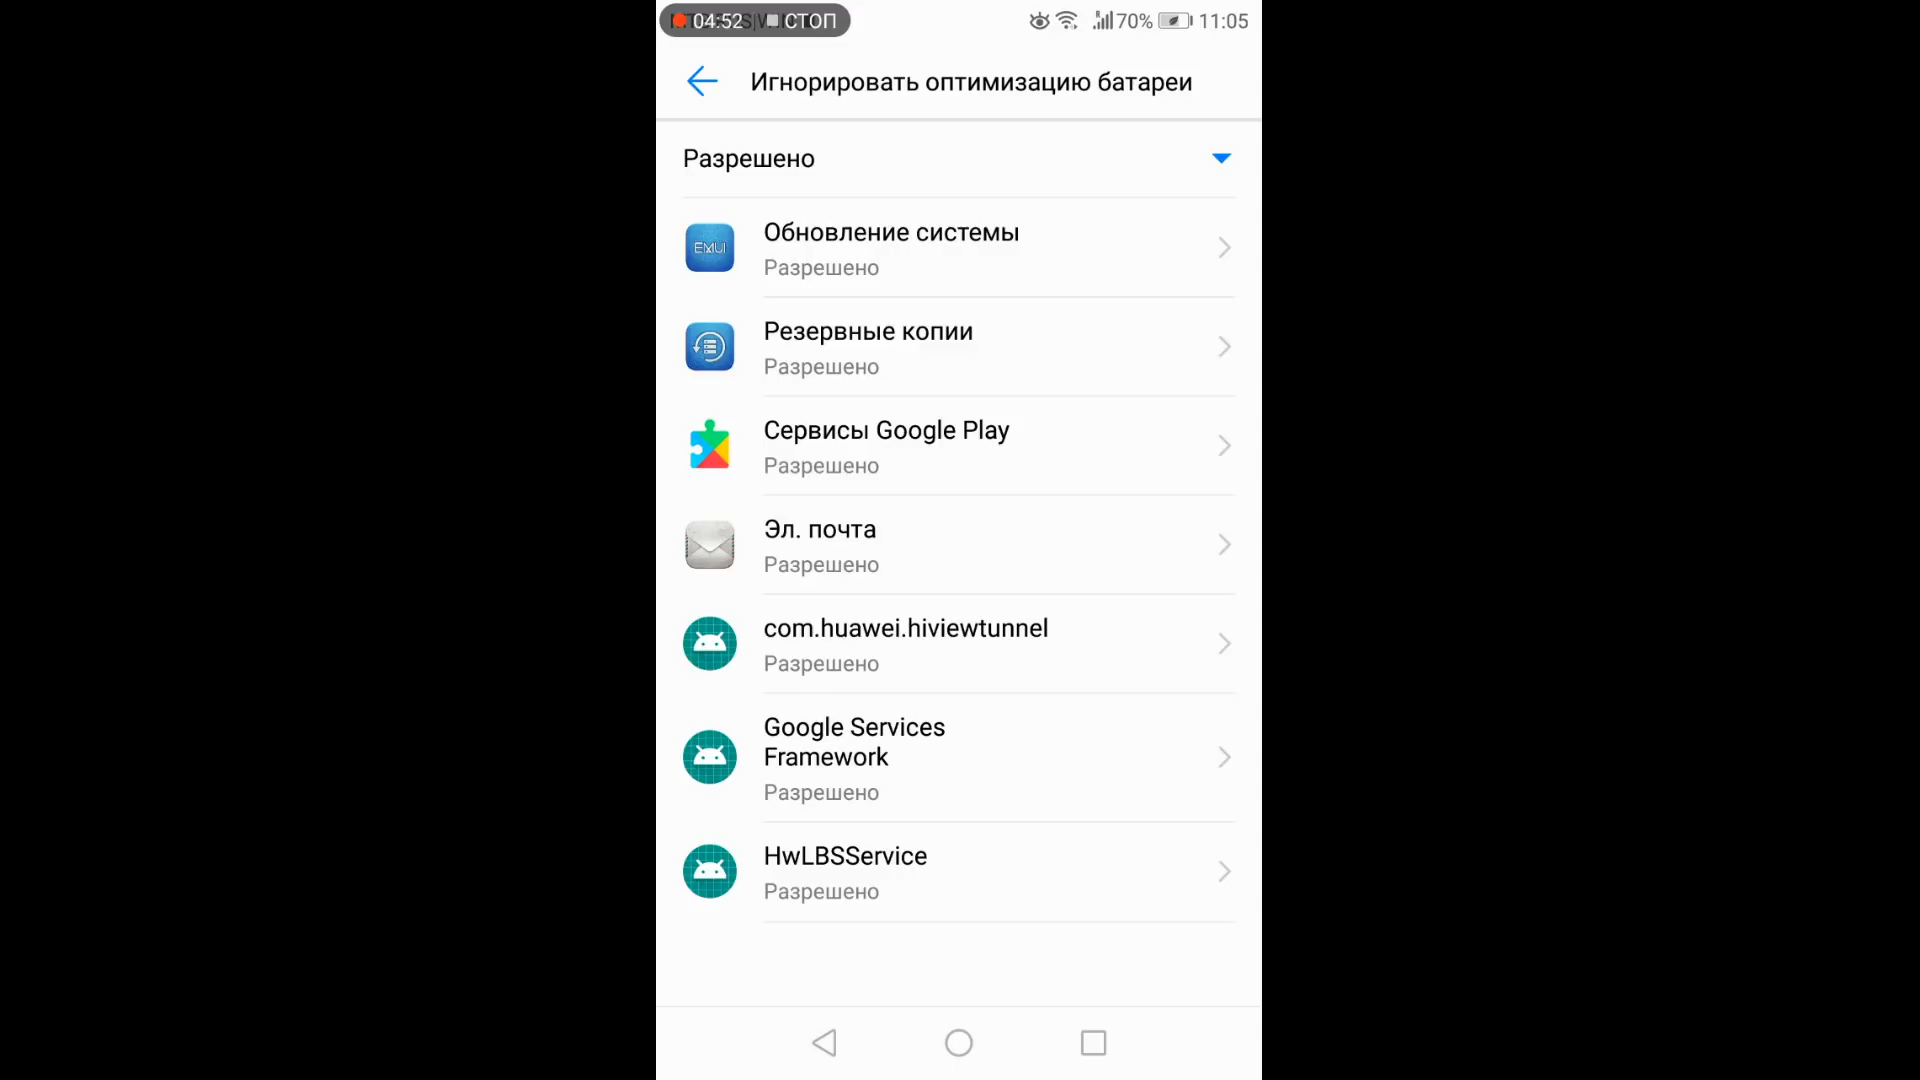 04:52 СТОП 70% 11:05
Игнорировать оптимизацию батареи
Разрешено
EMUI
Обновление системы
Разрешено
Резервные копии
Разрешено
Сервисы Google Play
Разрешено
Эл. почта
Разрешено
com.huawei.hiviewtunnel
Разрешено
Google Services
Framework
Разрешено
HwLBSService
Разрешено